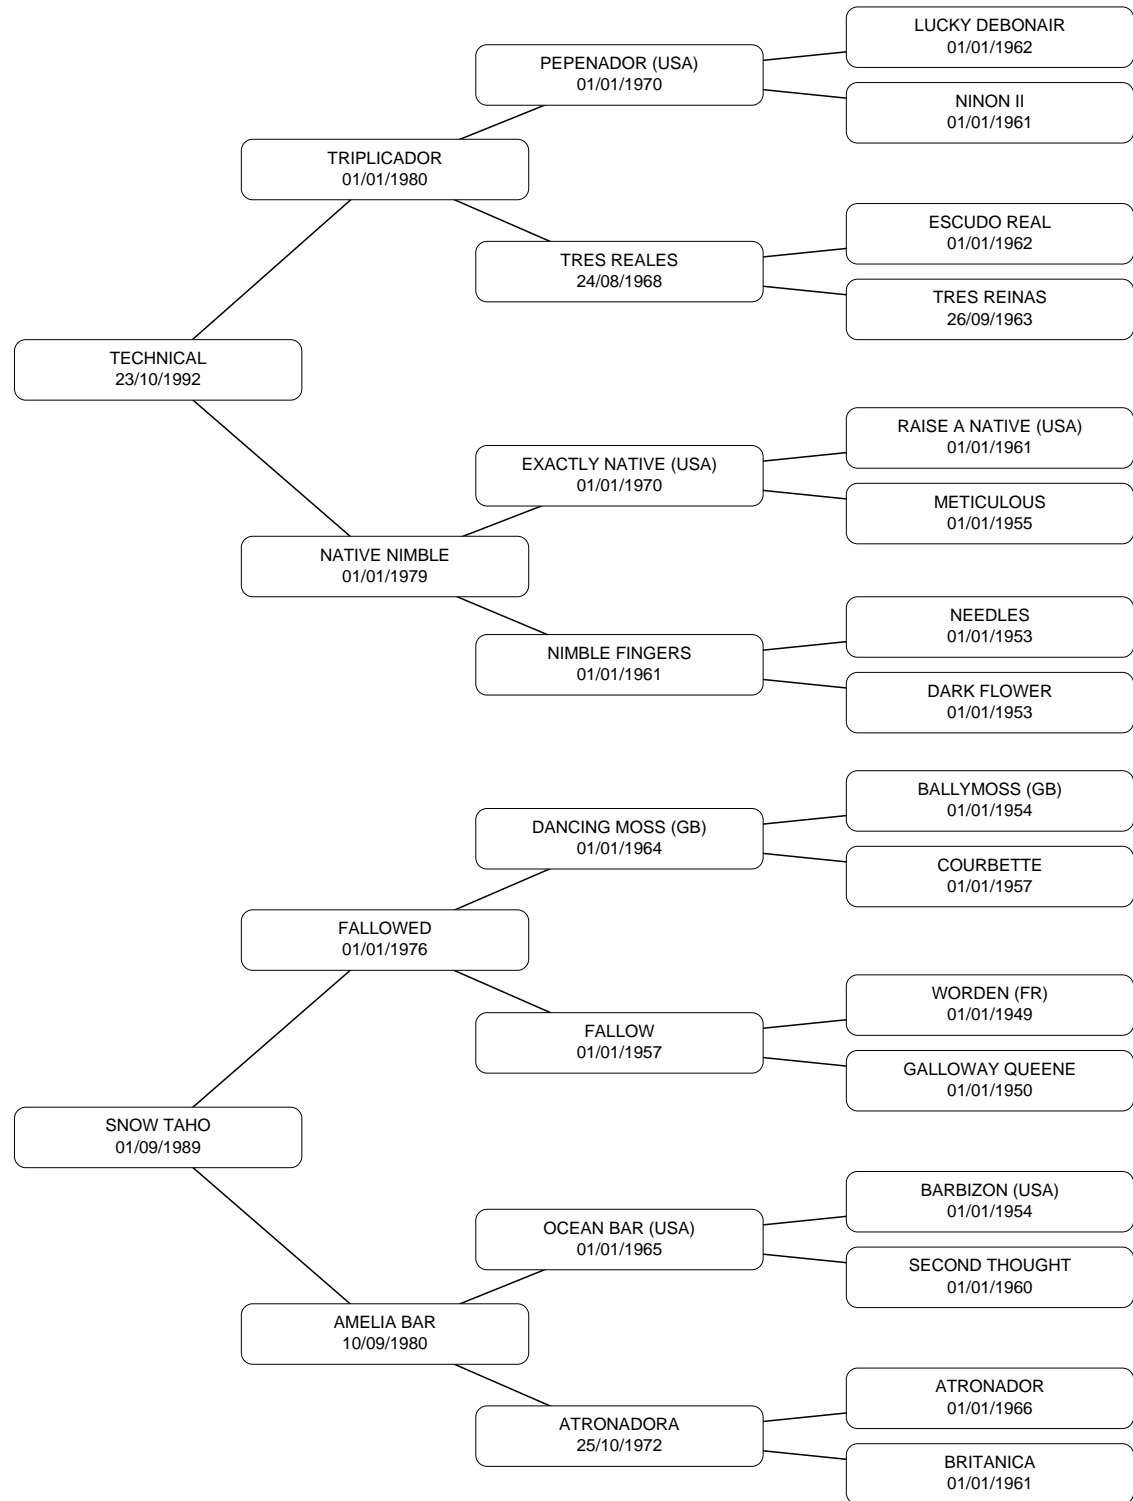 LUCKY DEBONAIR
01/01/1962
PEPENADOR (USA)
01/01/1970
NINON II
01/01/1961
TRIPLICADOR
01/01/1980
ESCUDO REAL
01/01/1962
TRES REALES
24/08/1968
TRES REINAS
26/09/1963
TECHNICAL
23/10/1992
RAISE A NATIVE (USA)
01/01/1961
EXACTLY NATIVE (USA)
01/01/1970
METICULOUS
01/01/1955
NATIVE NIMBLE
01/01/1979
NEEDLES
01/01/1953
NIMBLE FINGERS
01/01/1961
DARK FLOWER
01/01/1953
BALLYMOSS (GB)
01/01/1954
DANCING MOSS (GB)
01/01/1964
COURBETTE
01/01/1957
FALLOWED
01/01/1976
WORDEN (FR)
01/01/1949
FALLOW
01/01/1957
GALLOWAY QUEENE
01/01/1950
SNOW TAHO
01/09/1989
BARBIZON (USA)
01/01/1954
OCEAN BAR (USA)
01/01/1965
SECOND THOUGHT
01/01/1960
AMELIA BAR
10/09/1980
ATRONADOR
01/01/1966
ATRONADORA
25/10/1972
BRITANICA
01/01/1961